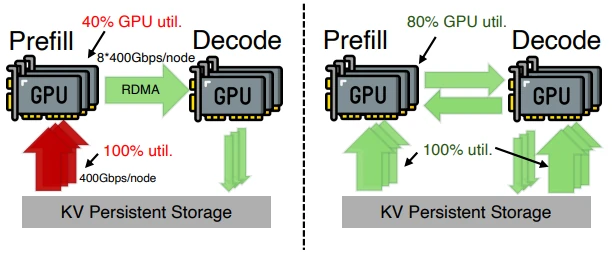 40% GPU util.
Prefill
8*400Gbps/node
Decode
GPU
RDMA
GPU
100% util.
400Gbps/node
KV Persistent Storage
80% GPU util.
Prefill
Decode
GPU
GPU
100% util.
KV Persistent Storage